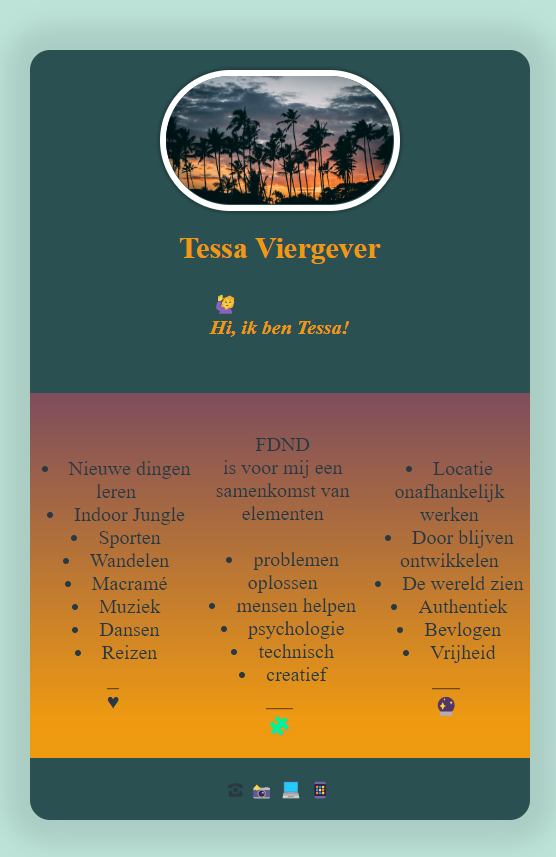 Tessa Viergever
Hi, ik ben Tessa!
• Nieuwe dingen
leren
• Indoor Jungle
• Sporten
• Wandelen
• Macramé
• Muziek
• Dansen
• Reizen
FDND
is voor mij een
samenkomst van
elementen
• problemen
oplossen
• mensen helpen
• psychologie
• technisch
• creatief
• Locatie
onafhankelijk
werken
• Door blijven
ontwikkelen
• De wereld zien
• Authentiek
• Bevlogen
• Vrijheid